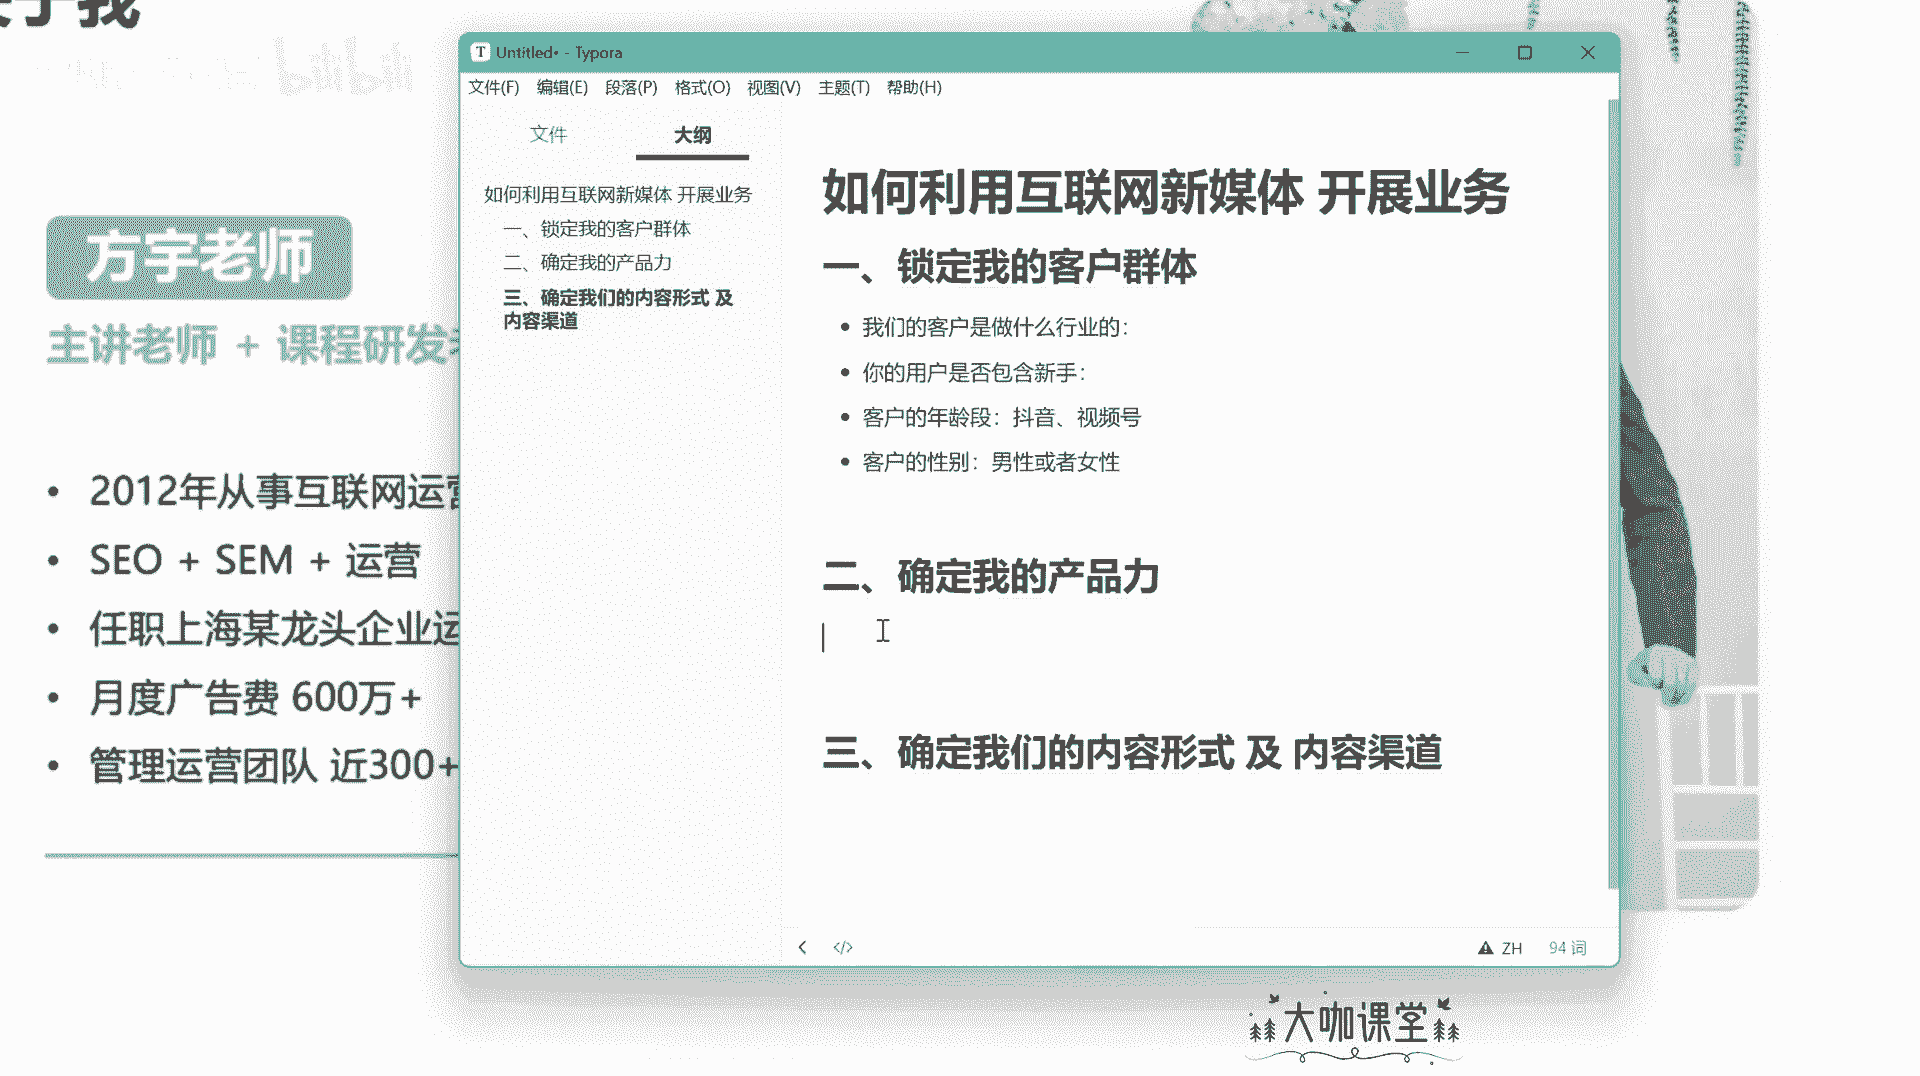 于我
bilibili
方宇老师
主讲老师 + 课程研发
• 2012年从事互联网运营
• SEO + SEM + 运营
• 任职上海某龙头企业运
• 月度广告费 600万+
• 管理运营团队 近300+
T Untitled• - Typora
文件(F) 编辑(E) 段落(P) 格式(O) 视图(V) 主题(T) 帮助(H)
文件 大纲
如何利用互联网新媒体 开展业务
一、锁定我的客户群体
二、确定我的产品力
三、确定我们的内容形式 及
内容渠道
如何利用互联网新媒体 开展业务
一、锁定我的客户群体
• 我们的客户是做什么行业的：
• 你的用户是否包含新手：
• 客户的年龄段：抖音、视频号
• 客户的性别：男性或者女性
二、确定我的产品力
三、确定我们的内容形式 及 内容渠道
</> ZH 94 词
大咖课堂